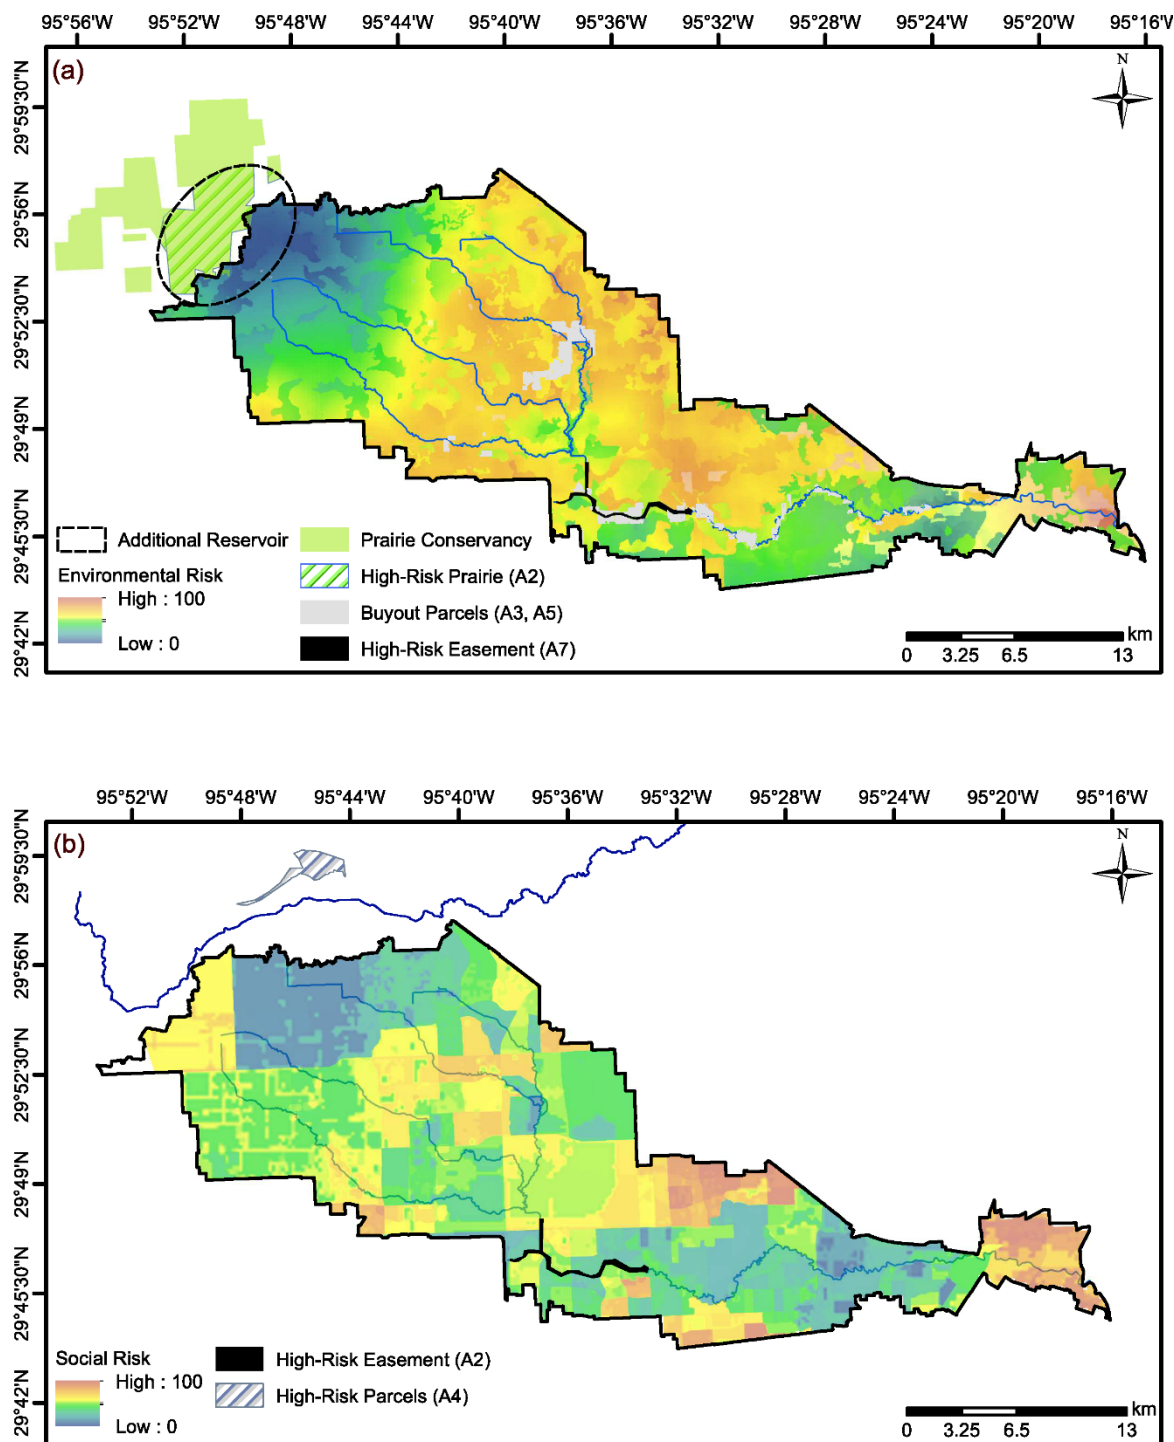 95°56'W 95°52'W 95°48'W 95°44'W 95°40'W 95°36'W 95°32'W 95°28'W 95°24'W 95°20'W 95°16'W
(a)
N
29°59'30"N
29°56'N
29°52'30"N
29°49'N
29°45'30"N
29°42'N
Additional Reservoir
Environmental Risk
High : 100
Low : 0
Prairie Conservancy
High-Risk Prairie (A2)
Buyout Parcels (A3, A5)
High-Risk Easement (A7)
km
0 3.25 6.5 13
95°52'W 95°48'W 95°44'W 95°40'W 95°36'W 95°32'W 95°28'W 95°24'W 95°20'W 95°16'W
(b)
N
29°59'30"N
29°56'N
29°52'30"N
29°49'N
29°45'30"N
29°42'N
Social Risk
High : 100
Low : 0
High-Risk Easement (A2)
High-Risk Parcels (A4)
km
0 3.25 6.5 13